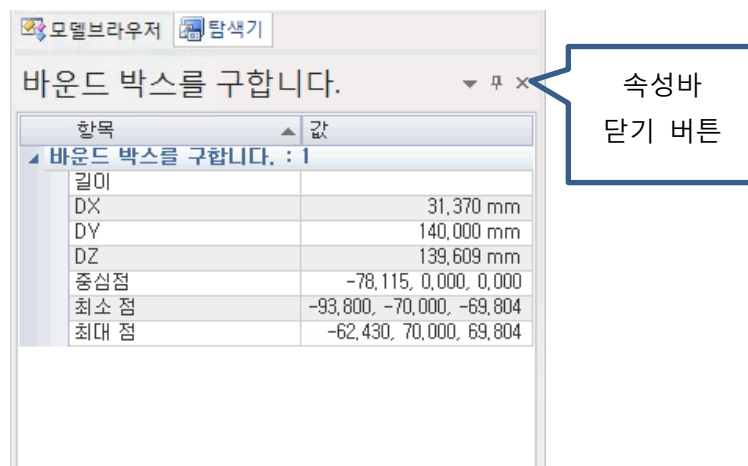 모델브라우저 탐색기
바운드 박스를 구합니다.
속성바
닫기 버튼
항목 값
바운드 박스를 구합니다. : 1
길이
DX 31,370 mm
DY 140,000 mm
DZ 139,609 mm
중심점 -78,115, 0,000, 0,000
최소 점 -93,800, -70,000, -69,804
최대 점 -62,430, 70,000, 69,804